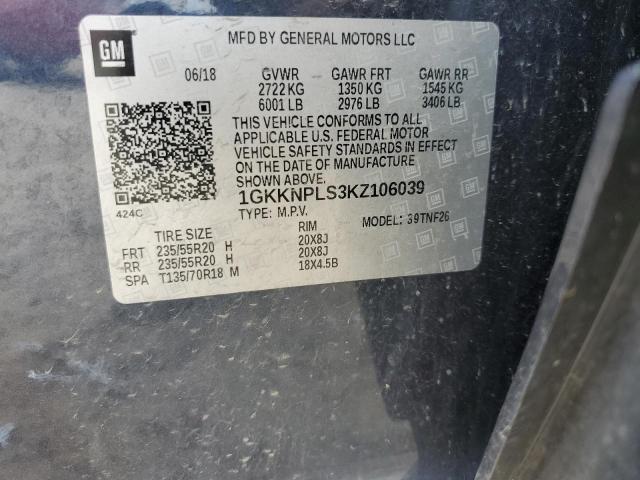 GM
MFD BY GENERAL MOTORS LLC
06/18 GVWR GAWR FRT GAWR RR
2722 KG 1350 KG 1545 KG
6001 LB 2976 LB 3406 LB
THIS VEHICLE CONFORMS TO ALL
APPLICABLE U.S. FEDERAL MOTOR
VEHICLE SAFETY STANDARDS IN EFFECT
ON THE DATE OF MANUFACTURE
SHOWN ABOVE.
1GKKNPLS3KZ106039
424C
TYPE: M.P.V. MODEL: 39TNF26
TIRE SIZE RIM
FRT 235/55R20 H 20X8J
RR 235/55R20 H 20X8J
SPA T135/70R18 M 18X4.5B